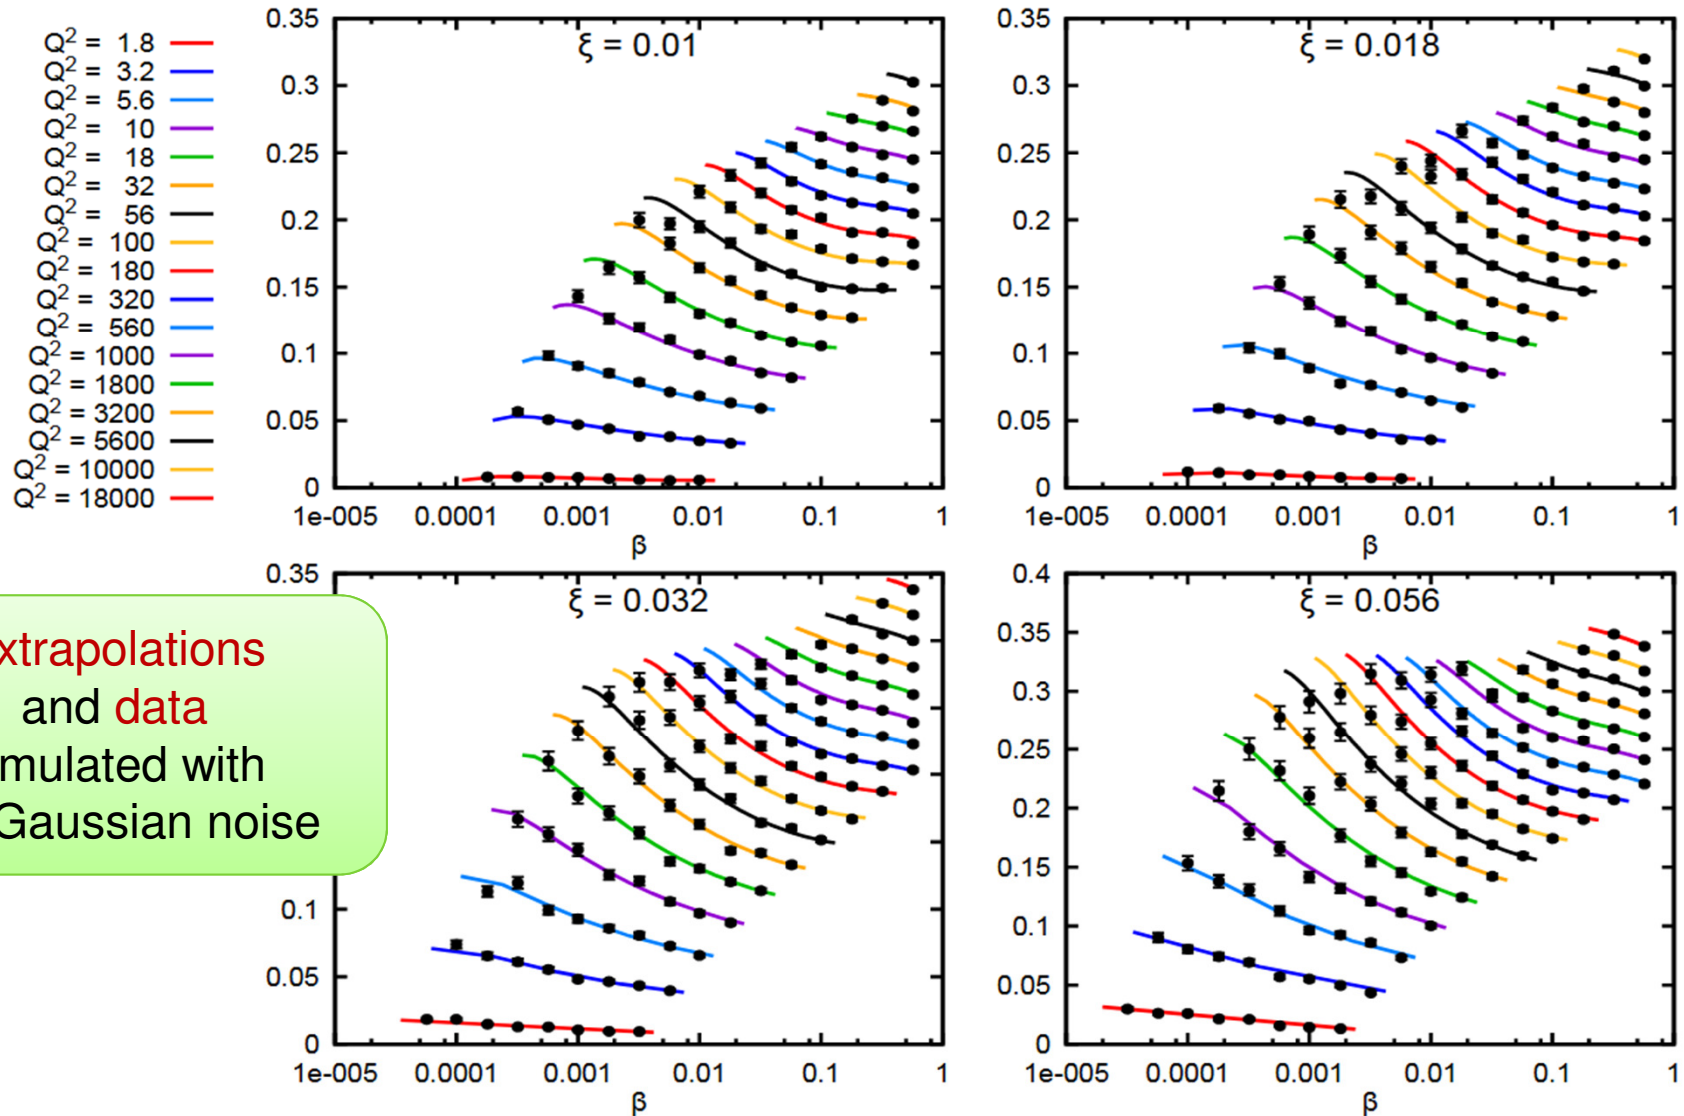 Q² = 1.8
Q² = 3.2
Q² = 5.6
Q² = 10
Q² = 18
Q² = 32
Q² = 56
Q² = 100
Q² = 180
Q² = 320
Q² = 560
Q² = 1000
Q² = 1800
Q² = 3200
Q² = 5600
Q² = 10000
Q² = 18000
ξ = 0.01
0.35
0.3
0.25
0.2
0.15
0.1
0.05
0
1e-005 0.0001 0.001 0.01 0.1 1
β
ξ = 0.018
0.35
0.3
0.25
0.2
0.15
0.1
0.05
0
1e-005 0.0001 0.001 0.01 0.1 1
β
xtrapolations
and data
mulated with
Gaussian noise
ξ = 0.032
0.35
0.1
0.05
0
1e-005 0.0001 0.001 0.01 0.1 1
β
ξ = 0.056
0.4
0.35
0.3
0.25
0.2
0.15
0.1
0.05
0
1e-005 0.0001 0.001 0.01 0.1 1
β